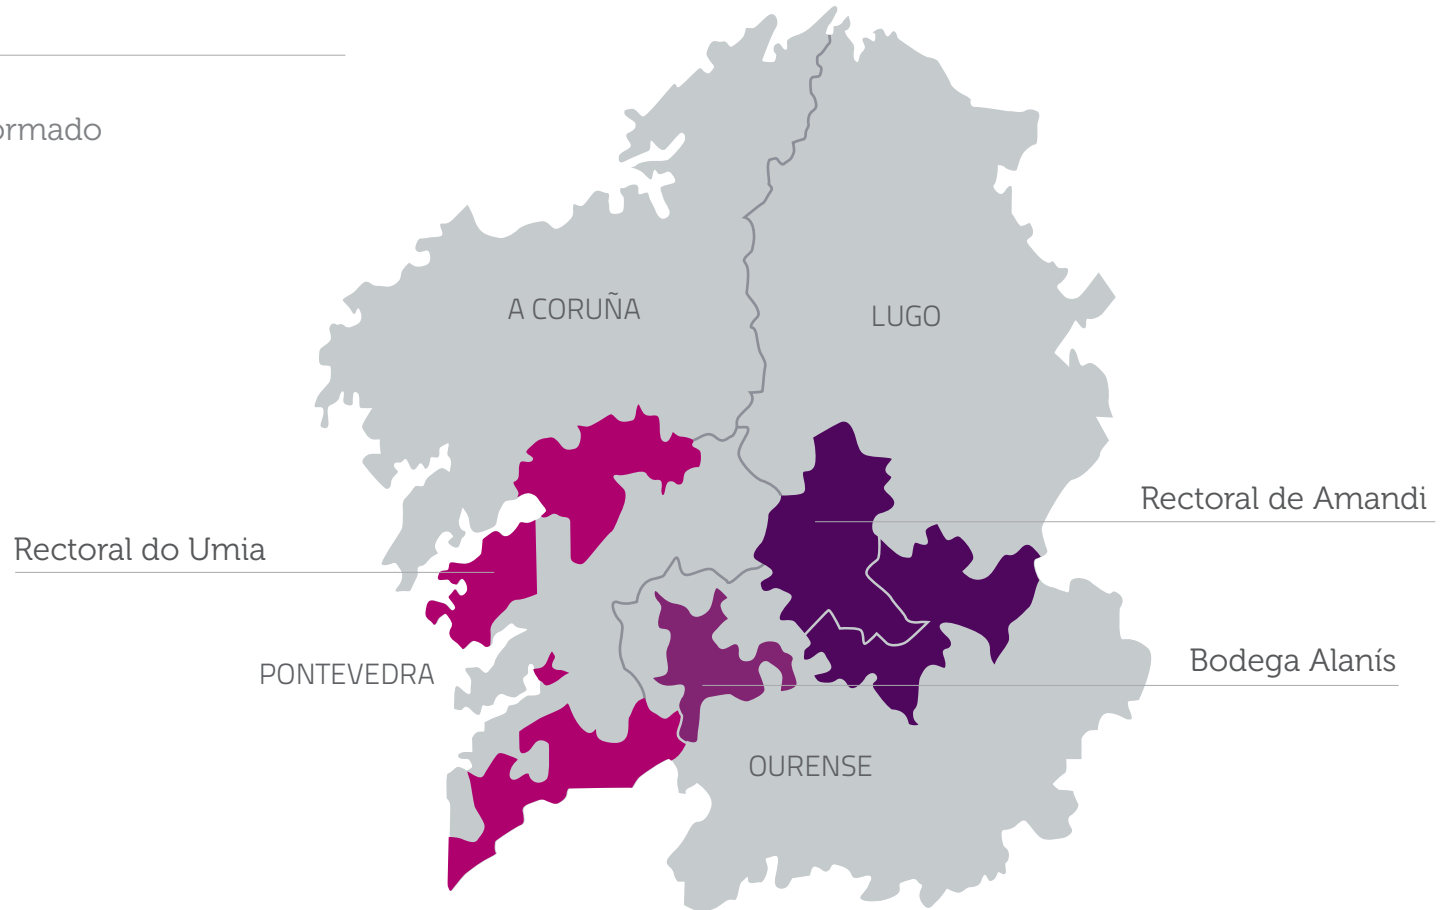 ormado
A CORUÑA
LUGO
Rectoral de Amandi
Rectoral do Umia
Bodega Alanís
PONTEVEDRA
OURENSE